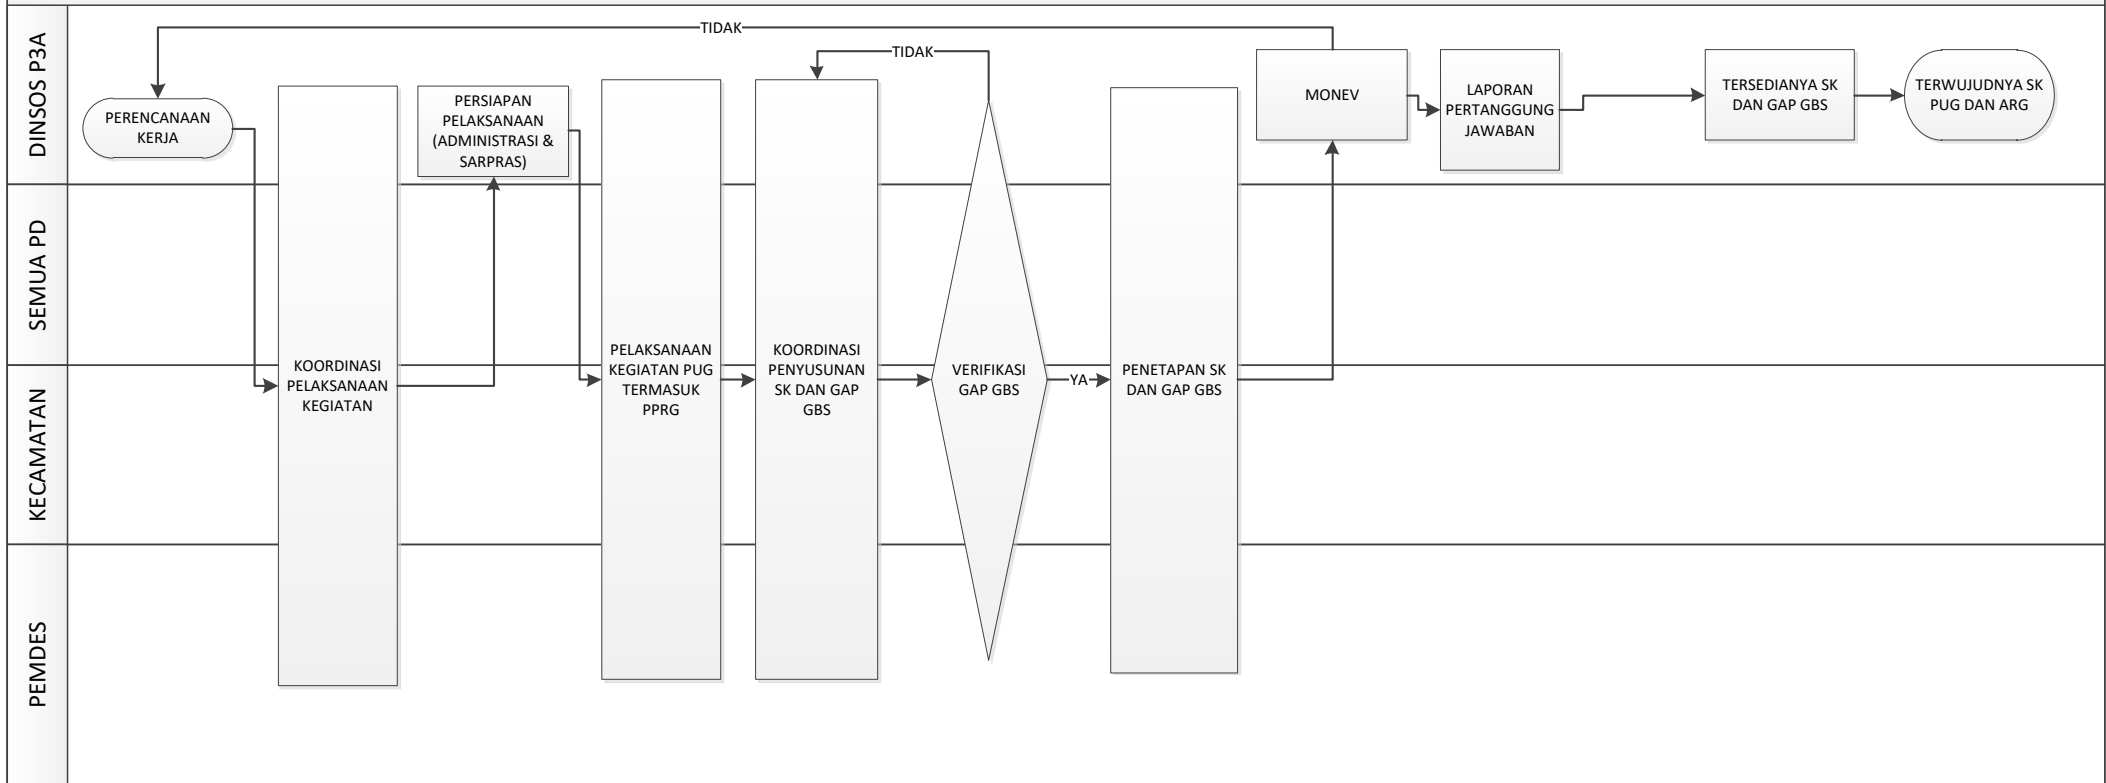 DINSOS P3A
SEMUA PD
KECAMATAN
PEMDES
TIDAK
TIDAK
PERENCANAAN
KERJA
KOORDINASI
PELAKSANAAN
KEGIATAN
PERSIAPAN
PELAKSANAAN
(ADMINISTRASI &
SARPRAS)
PELAKSANAAN
KEGIATAN PUG
TERMASUK
PPRG
KOORDINASI
PENYUSUNAN
SK DAN GAP
GBS
VERIFIKASI
GAP GBS
YA
PENETAPAN SK
DAN GAP GBS
MONEV
LAPORAN
PERTANGGUNG
JAWABAN
TERSEDIANYA SK
DAN GAP GBS
TERWUJUDNYA SK
PUG DAN ARG